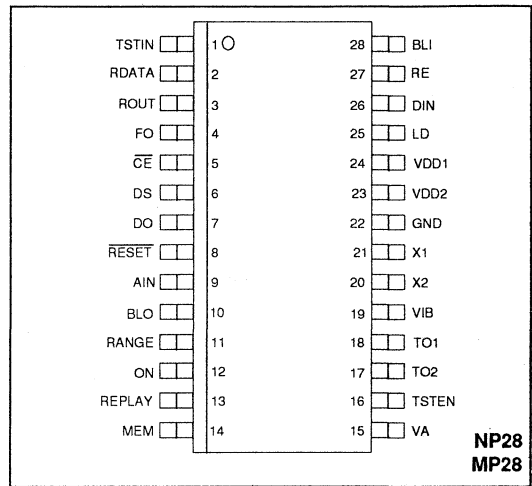 TSTIN 1 28 BLI
RDATA 2 27 RE
ROUT 3 26 DIN
FO 4 25 LD
CE 5 24 VDD1
DS 6 23 VDD2
DO 7 22 GND
RESET 8 21 X1
AIN 9 20 X2
BLO 10 19 VIB
RANGE 11 18 TO1
ON 12 17 TO2
REPLAY 13 16 TSTEN
MEM 14 15 VA
NP28
MP28